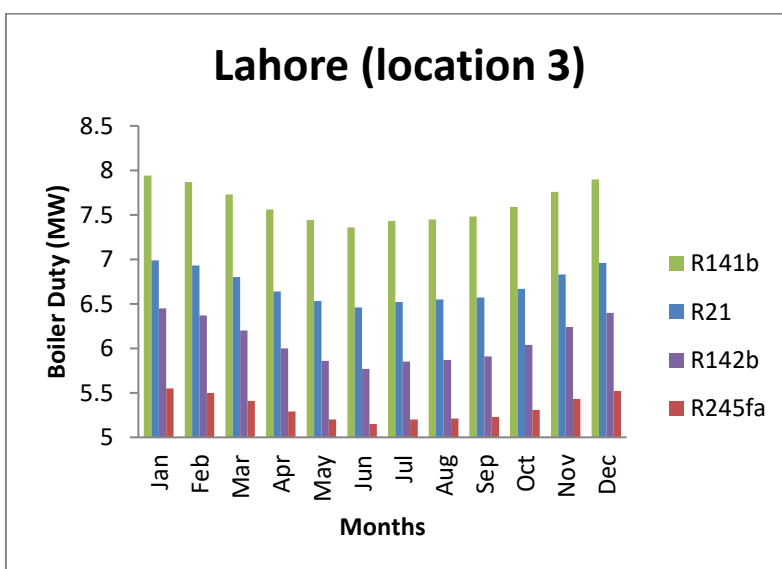 Lahore (location 3)
8.5
8
7.5
7
6.5
6
5.5
5
Boiler Duty (MW)
Jan
Feb
Mar
Apr
May
Jun
Jul
Aug
Sep
Oct
Nov
Dec
Months
R141b
R21
R142b
R245fa